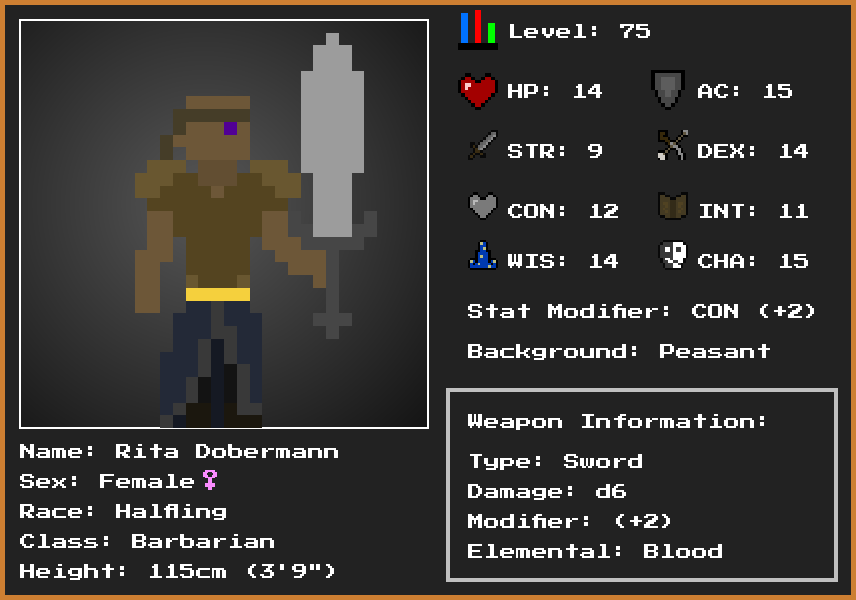 Level: 75
HP: 14
AC: 15
STR: 9
DEX: 14
CON: 12
INT: 11
WIS: 14
CHA: 15
Stat Modifier: CON (+2)
Background: Peasant
Weapon Information:
Type: Sword
Damage: d6
Modifier: (+2)
Elemental: Blood
Name: Rita Dobermann
Sex: Female♀
Race: Halfling
Class: Barbarian
Height: 115cm (3'9")